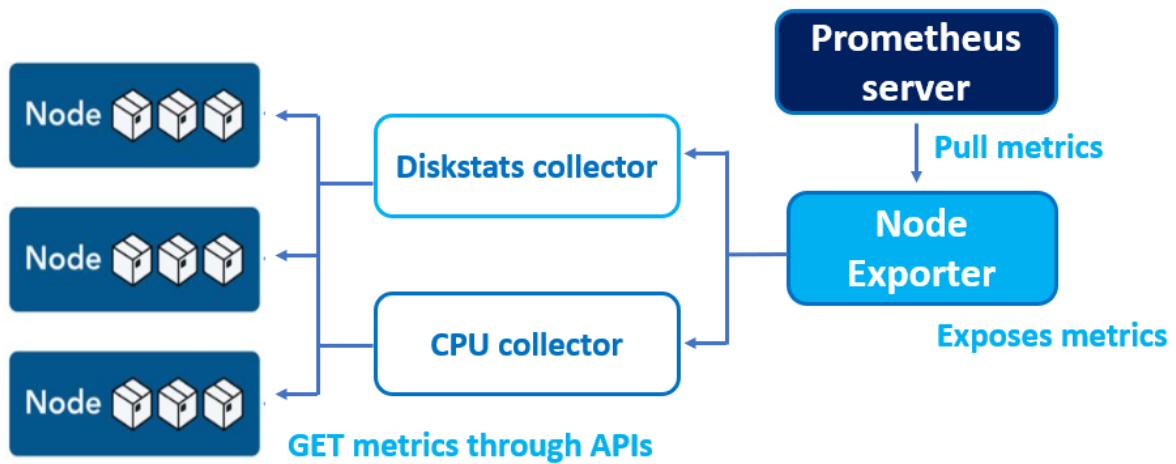 Prometheus
server
Pull metrics
Node
Exporter
Exposes metrics
Diskstats collector
CPU collector
GET metrics through APIs
Node
Node
Node